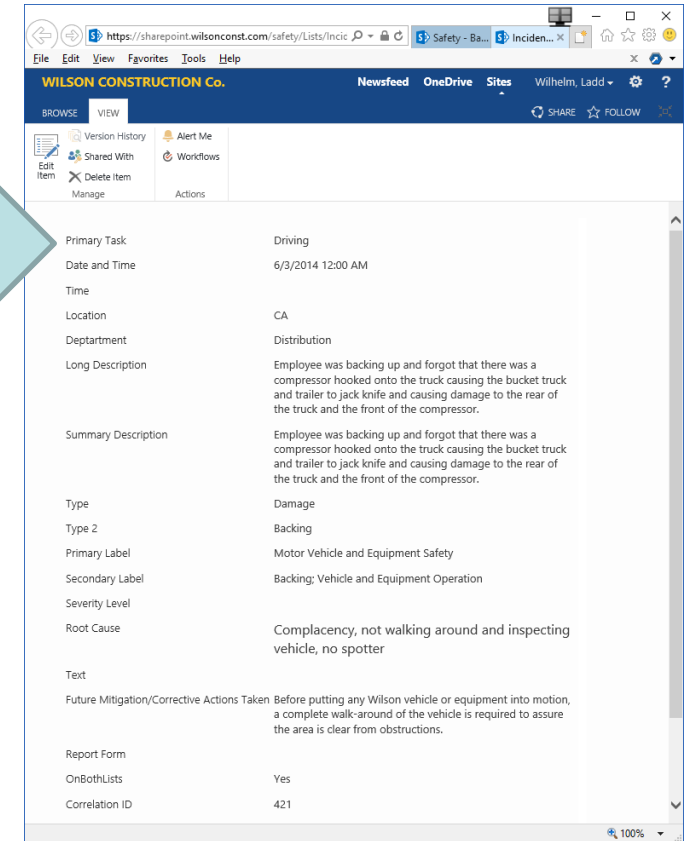 https://sharepoint.wilsonconst.com/safety/Lists/Incic
Safety - Ba...
Inciden...
File Edit View Favorites Tools Help
WILSON CONSTRUCTION Co. Newsfeed OneDrive Sites Wilhelm, Ladd ?
BROWSE VIEW SHARE FOLLOW
Edit Item
Version History
Shared With
Delete Item
Manage
Alert Me
Workflows
Actions
Primary Task Driving
Date and Time 6/3/2014 12:00 AM
Time
Location CA
Deptartment Distribution
Long Description Employee was backing up and forgot that there was a
compressor hooked onto the truck causing the bucket truck
and trailer to jack knife and causing damage to the rear of
the truck and the front of the compressor.
Summary Description Employee was backing up and forgot that there was a
compressor hooked onto the truck causing the bucket truck
and trailer to jack knife and causing damage to the rear of
the truck and the front of the compressor.
Type Damage
Type 2 Backing
Primary Label Motor Vehicle and Equipment Safety
Secondary Label Backing; Vehicle and Equipment Operation
Severity Level
Root Cause Complacency, not walking around and inspecting
vehicle, no spotter
Text
Future Mitigation/Corrective Actions Taken Before putting any Wilson vehicle or equipment into motion,
a complete walk-around of the vehicle is required to assure
the area is clear from obstructions.
Report Form
OnBothLists Yes
Correlation ID 421
100%